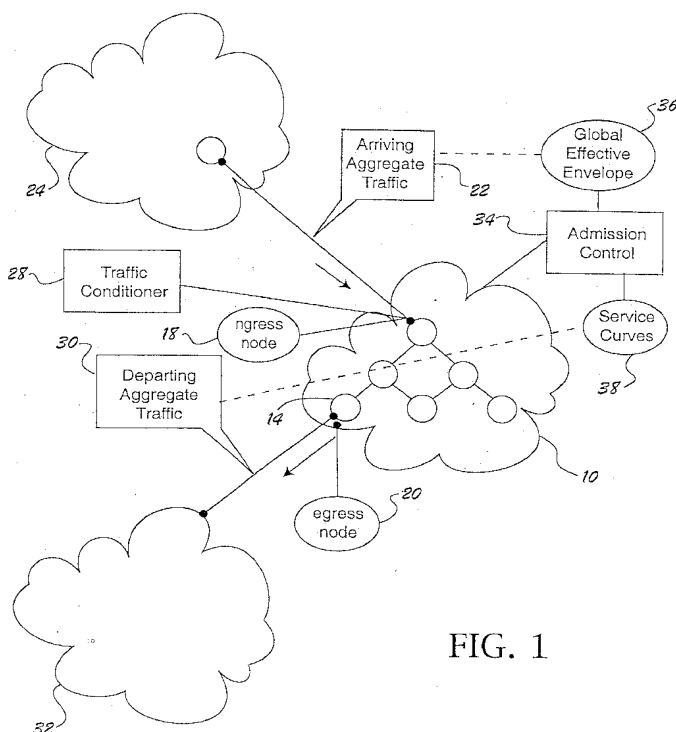 36
Global
Effective
Envelope
Arriving
Aggregate
Traffic
24
22
34
Admission
Control
28
Traffic
Conditioner
18
ngress
node
Service
Curves
30
38
Departing
Aggregate
Traffic
14
10
20
egress
node
FIG. 1
32